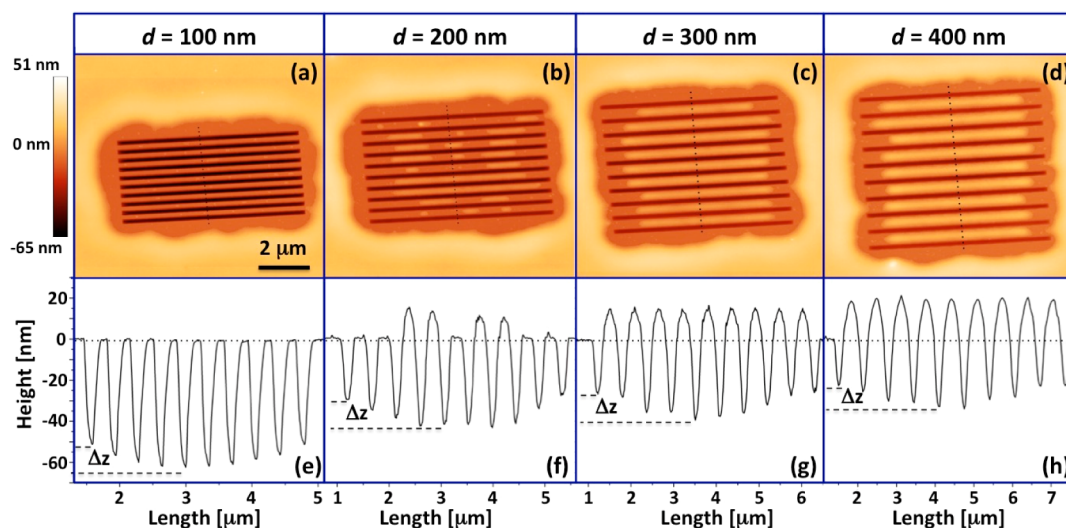 d = 100 nm
d = 200 nm
d = 300 nm
d = 400 nm
51 nm
0 nm
-65 nm
(a)
(b)
(c)
(d)
2 μm
Height [nm]
20
0
-20
-40
-60
Δz
(e)
Δz
(f)
Δz
(g)
Δz
(h)
2 3 4 5
1 2 3 4 5
1 2 3 4 5 6
2 3 4 5 6 7
Length [μm]
Length [μm]
Length [μm]
Length [μm]